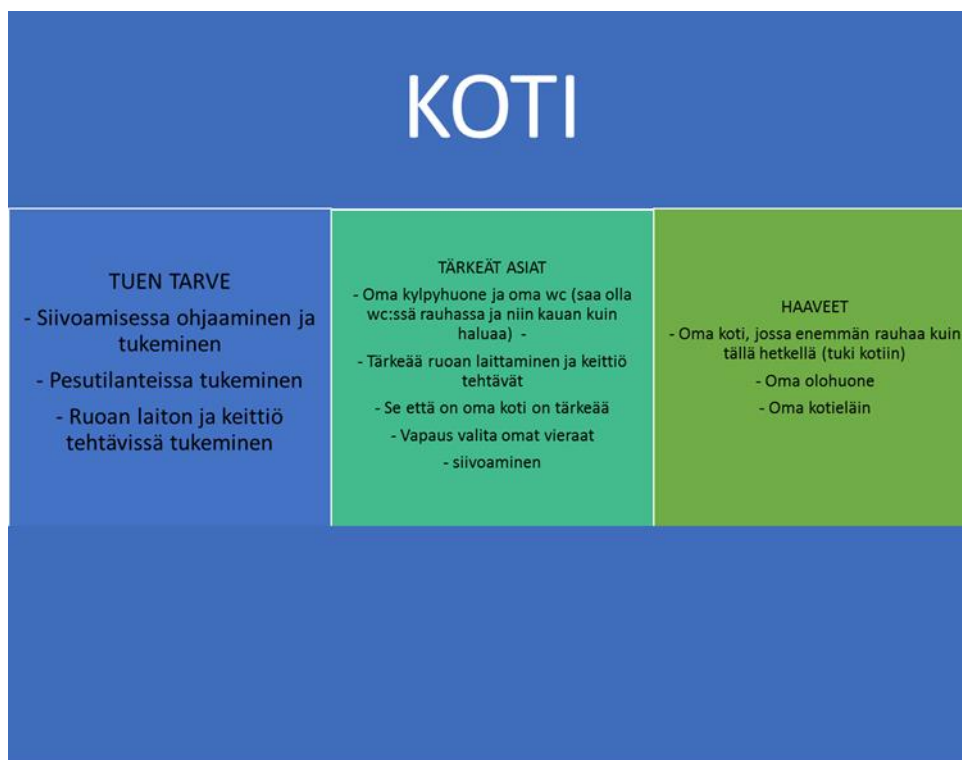 KOTI
TUEN TARVE
- Siivoamisessa ohjaaminen ja
tukeminen
- Pesutilanteissa tukeminen
- Ruoan laiton ja keittiö
tehtävissä tukeminen
TÄRKEÄT ASIAT
- Oma kylpyhuone ja oma wc (saa olla
wc:ssä rauhassa ja niin kauan kuin
haluaa)  -
- Tärkeää ruoan laittaminen ja keittiö
tehtävät
- Se että on oma koti on tärkeää
- Vapaus valita omat vieraat
- siivoaminen
HAAVEET
- Oma koti, jossa enemmän rauhaa kuin
tällä hetkellä (tuki kotiin)
- Oma olohuone
- Oma kotieläin